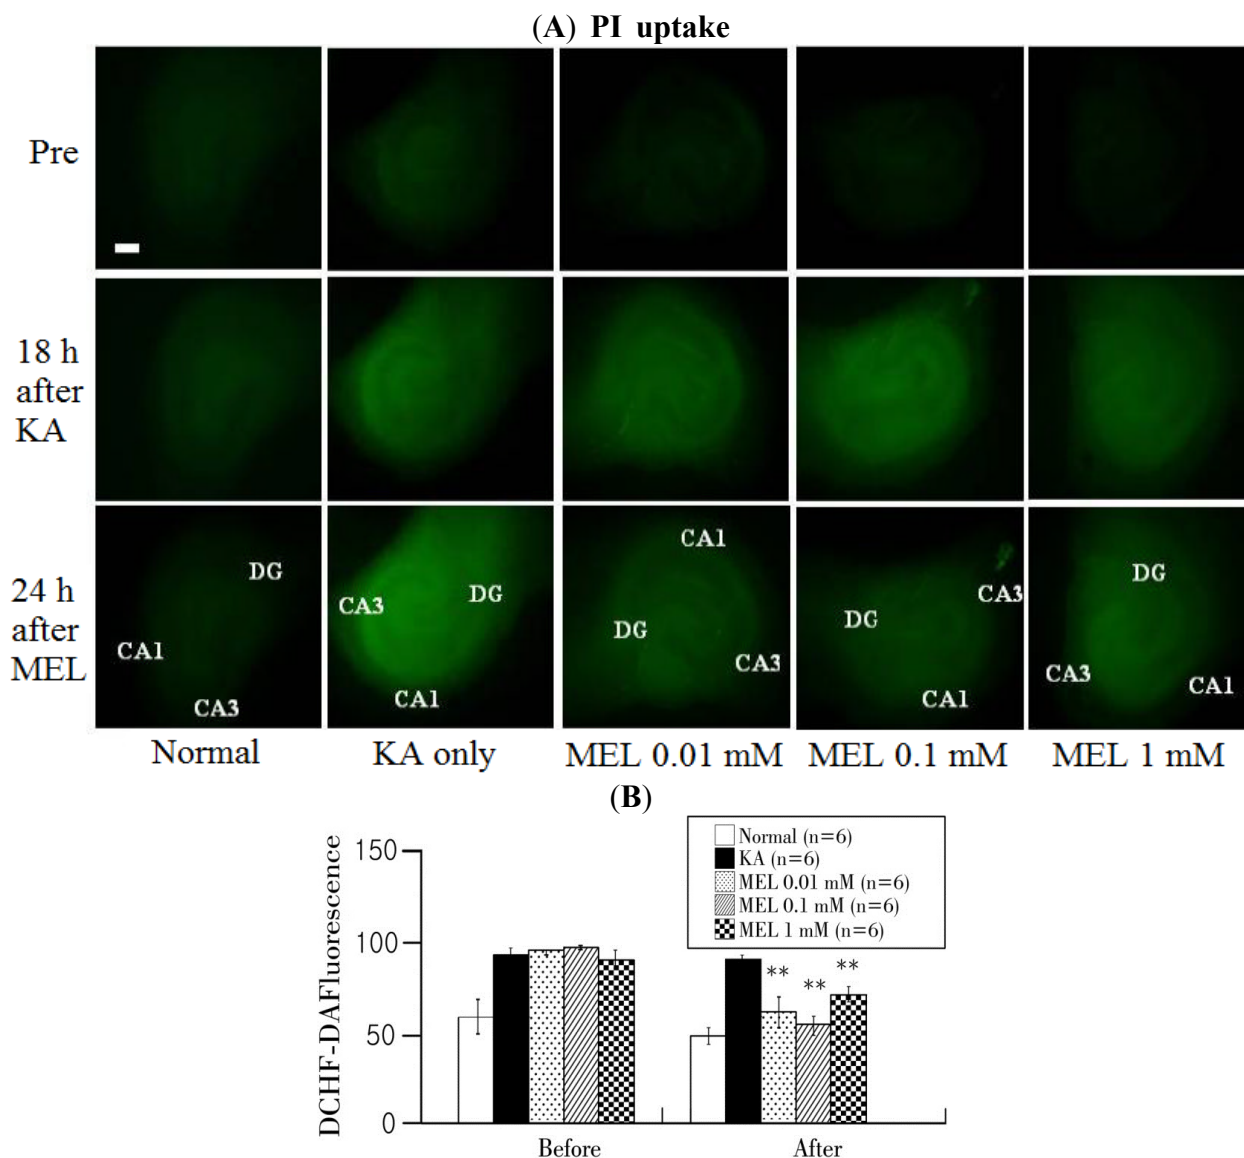 (A) PI uptake
Pre
18 h
after
KA
24 h
after
MEL
DG
CA1
CA3
CA3
DG
CA1
CA1
DG
CA3
CA3
DG
CA1
DG
CA3
CA1
Normal
KA only
MEL 0.01 mM
MEL 0.1 mM
MEL 1 mM
(B)
DCHF-DAFluorescence
150
100
50
0
Normal (n=6)
KA (n=6)
MEL 0.01 mM (n=6)
MEL 0.1 mM (n=6)
MEL 1 mM (n=6)
**
**
**
Before
After